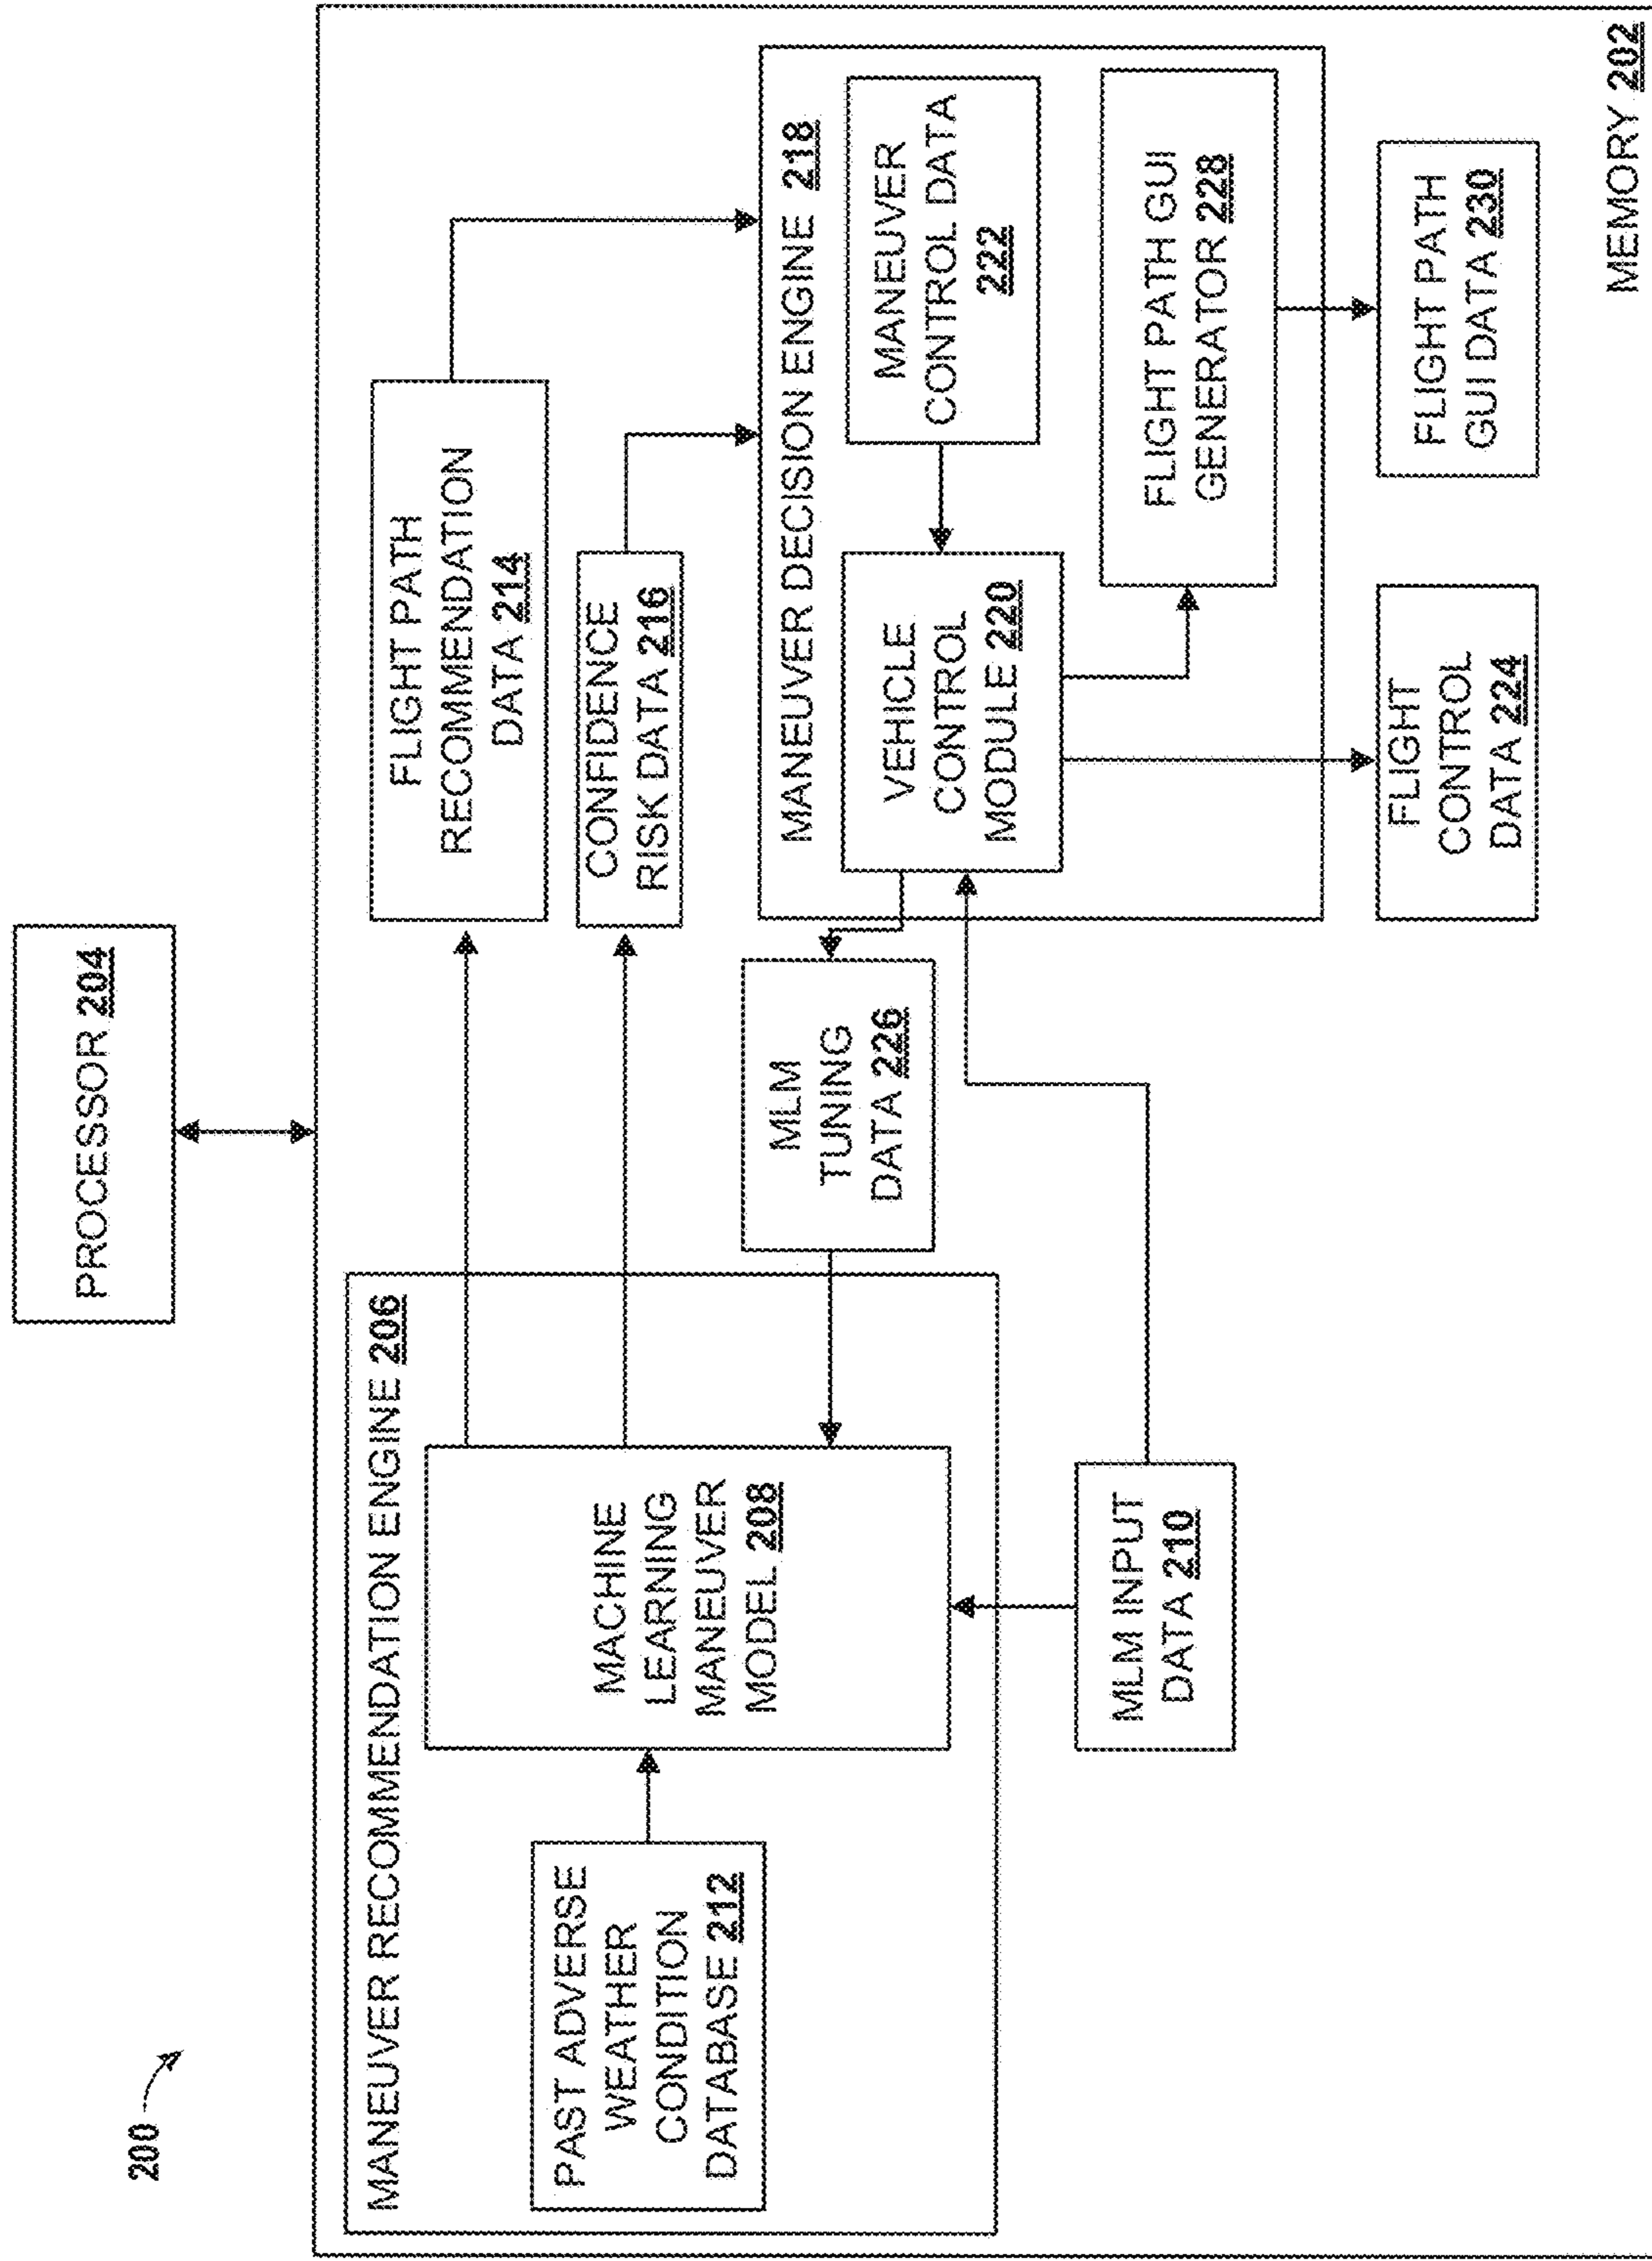 200
PROCESSOR 204
MANEUVER RECOMMENDATION ENGINE 206
PAST ADVERSE
WEATHER
CONDITION
DATABASE 212
MACHINE
LEARNING
MANEUVER
MODEL 208
MLM INPUT
DATA 210
MLM
TUNING
DATA 226
FLIGHT PATH
RECOMMENDATION
DATA 214
CONFIDENCE
RISK DATA 216
MANEUVER DECISION ENGINE 218
VEHICLE
CONTROL
MODULE 220
MANEUVER
CONTROL DATA
222
FLIGHT PATH GUI
GENERATOR 228
FLIGHT
CONTROL
DATA 224
FLIGHT PATH
GUI DATA 230
MEMORY 202